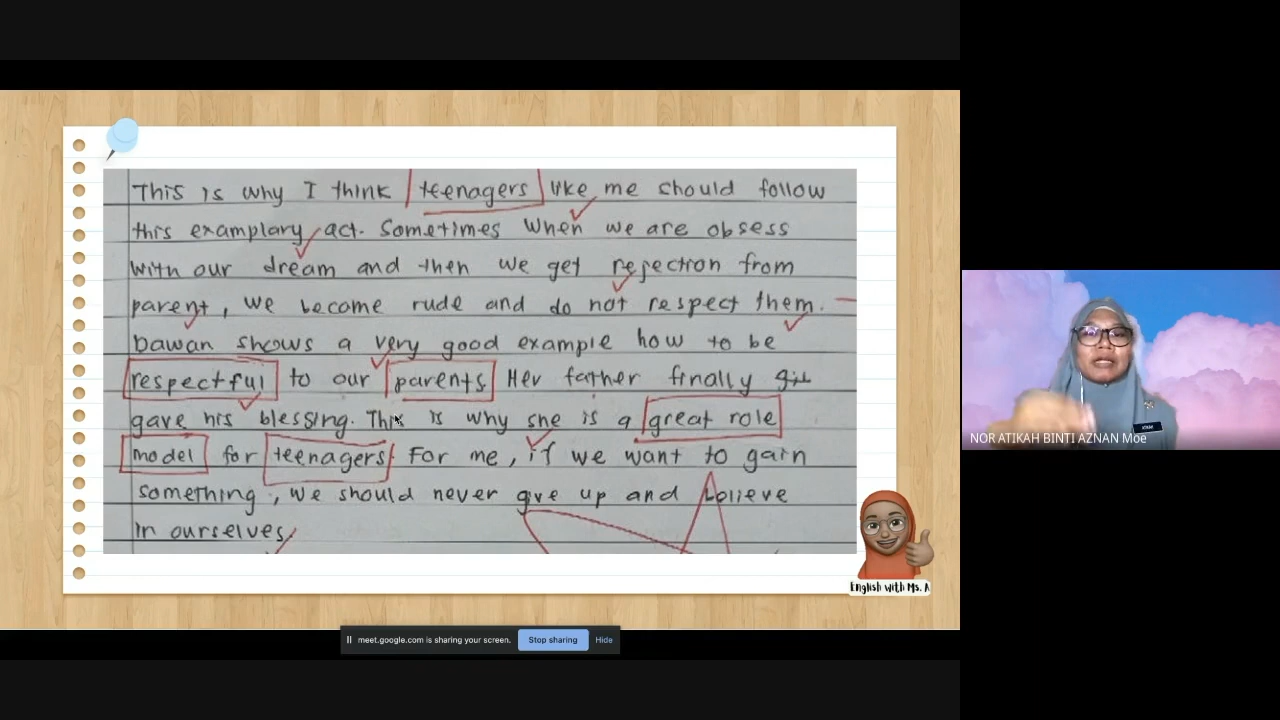 This is why I think teenagers like me should follow
this examplary act. Sometimes when we are obsess
with our dream and then we get rejection from
parent, we become rude and do not respect them.
Dawan shows a very good example how to be
respectful to our parents Her father finally
gave his blessing. This is why she is a great role
model for teenagers. For me, if we want to gain
something, we should never give up and believe
in ourselves.
English with Ms. A
NOR ATIKAH BINTI AZNAN Moe
meet.google.com is sharing your screen.
Stop sharing
Hide